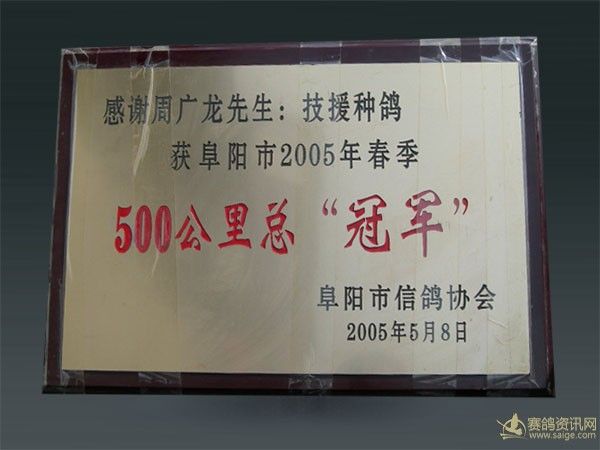 感谢周广龙先生：技援种鸽
获阜阳市2005年春季
500公里总“冠军”
阜阳市信鸽协会
2005年5月8日
赛鸽资讯网
www.saige.com